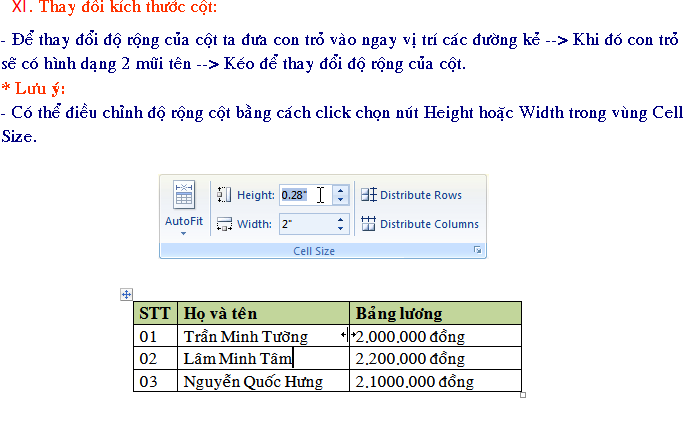 XI. Thay đổi kích thước cột:
- Để thay đổi độ rộng của cột ta đưa con trỏ vào ngay vị trí các đường kẻ --> Khi đó con trỏ
sẽ có hình dạng 2 mũi tên --> Kéo để thay đổi độ rộng của cột.
* Lưu ý:
- Có thể điều chỉnh độ rộng cột bằng cách click chọn nút Height hoặc Width trong vùng Cell
Size.
Height: 0.28" Distribute Rows
AutoFit Width: 2" Distribute Columns
Cell Size
STT Họ và tên Bảng lương
01 Trần Minh Tường 2.000.000 đồng
02 Lâm Minh Tâm 2.200.000 đồng
03 Nguyễn Quốc Hưng 2.1000.000 đồng